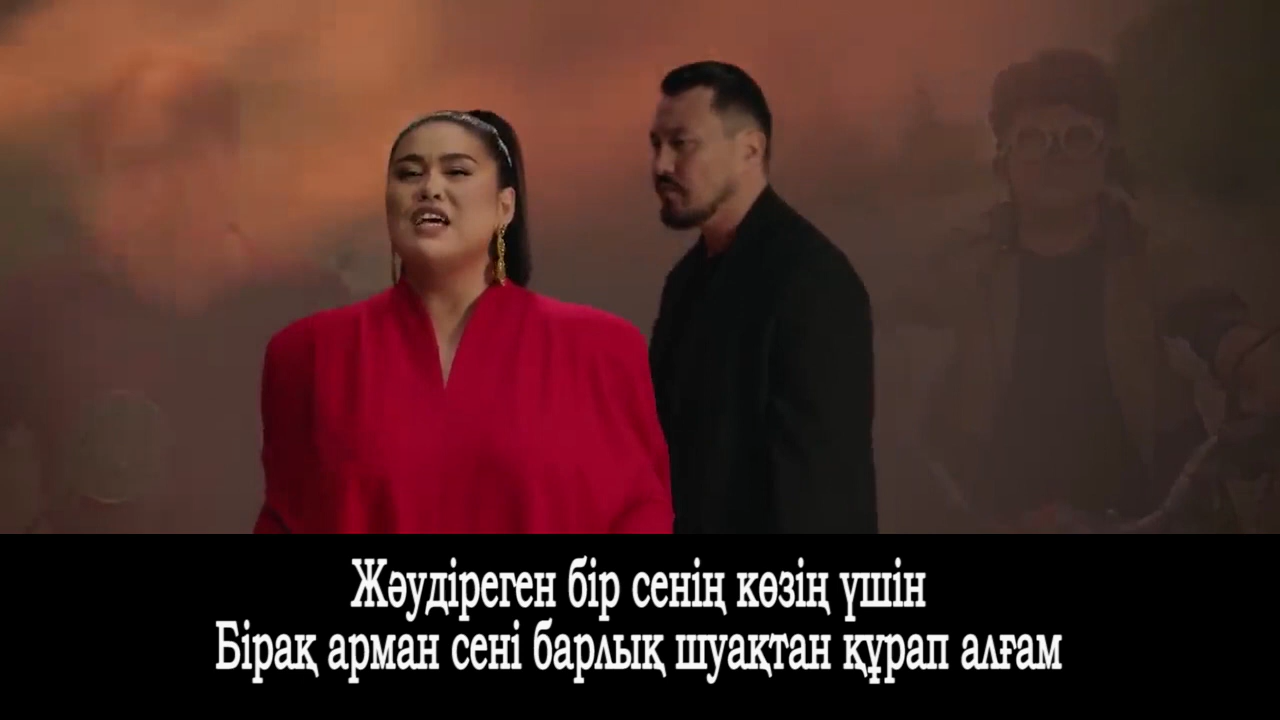 Жәудіреген бір сенің көзің үшін
Бірақ арман сені барлық шуақтан құрап алғам